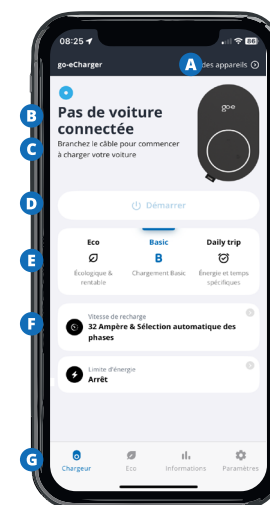 08:25
88
go-eCharger
A
des appareils
go-e
B
Pas de voiture
connectée
C
Branchez le câble pour commencer
à charger votre voiture
D
Démarrer
Eco
Basic
Daily trip
E
B
Écologique &
rentable
Chargement Basic
Énergie et temps
spécifiques
F
Vitesse de recharge
32 Ampère & Sélection automatique des
phases
Limite d'énergie
Arrêt
G
Chargeur
Eco
Informations
Paramètres